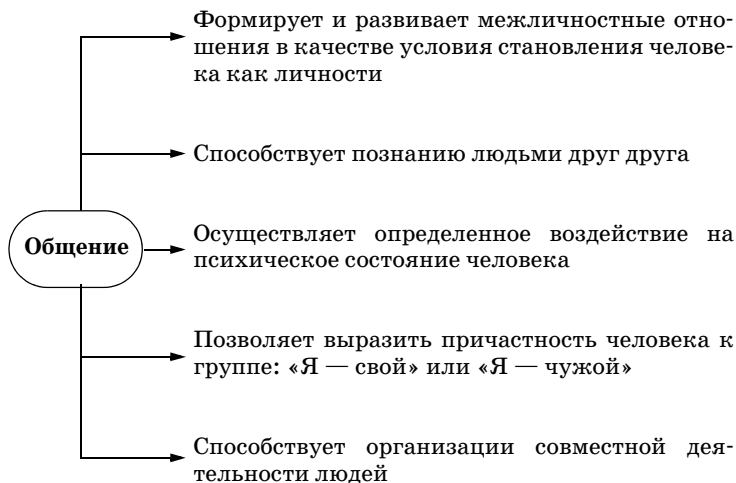 Формирует и развивает межличностные отно-
шения в качестве условия становления челове-
ка как личности
Способствует познанию людьми друг друга
Общение
Осуществляет определенное воздействие на
психическое состояние человека
Позволяет выразить причастность человека к
группе: «Я — свой» или «Я — чужой»
Способствует организации совместной дея-
тельности людей